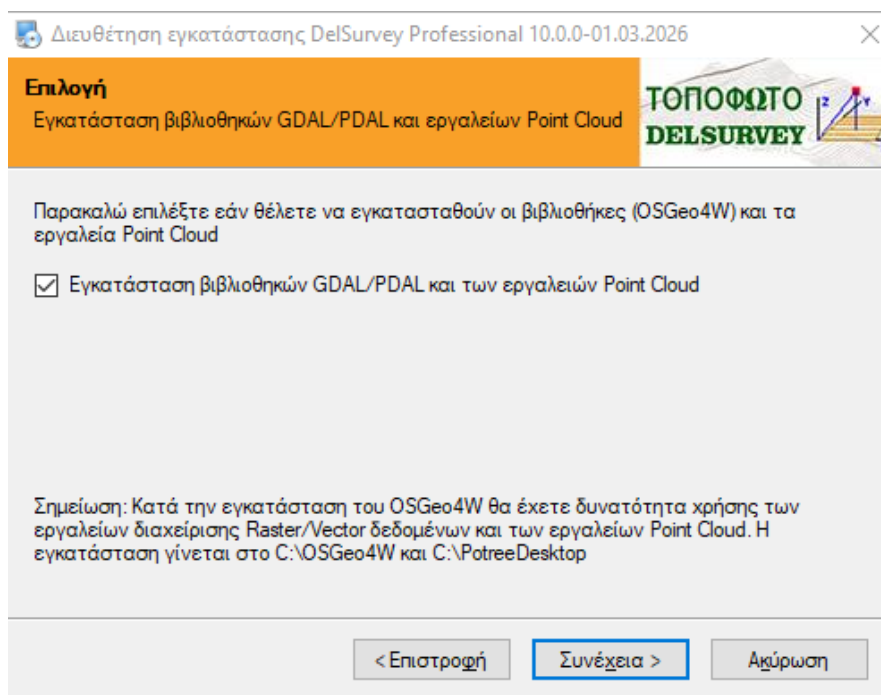 Διευθέτηση εγκατάστασης DelSurvey Professional 10.0.0-01.03.2026
Επιλογή
Εγκατάσταση βιβλιοθηκών GDAL/PDAL και εργαλείων Point Cloud
ΤΟΠΟΦΩΤΟ
DELSURVEY
Z
Y
Παρακαλώ επιλέξτε εάν θέλετε να εγκατασταθούν οι βιβλιοθήκες (OSGeo4W) και τα
εργαλεία Point Cloud
Εγκατάσταση βιβλιοθηκών GDAL/PDAL και των εργαλειών Point Cloud
Σημείωση: Κατά την εγκατάσταση του OSGeo4W θα έχετε δυνατότητα χρήσης των
εργαλείων διαχείρισης Raster/Vector δεδομένων και των εργαλείων Point Cloud. Η
εγκατάσταση γίνεται στο C:\OSGeo4W και C:\PotreeDesktop
< Επιστροφή
Συνέχεια >
Ακύρωση